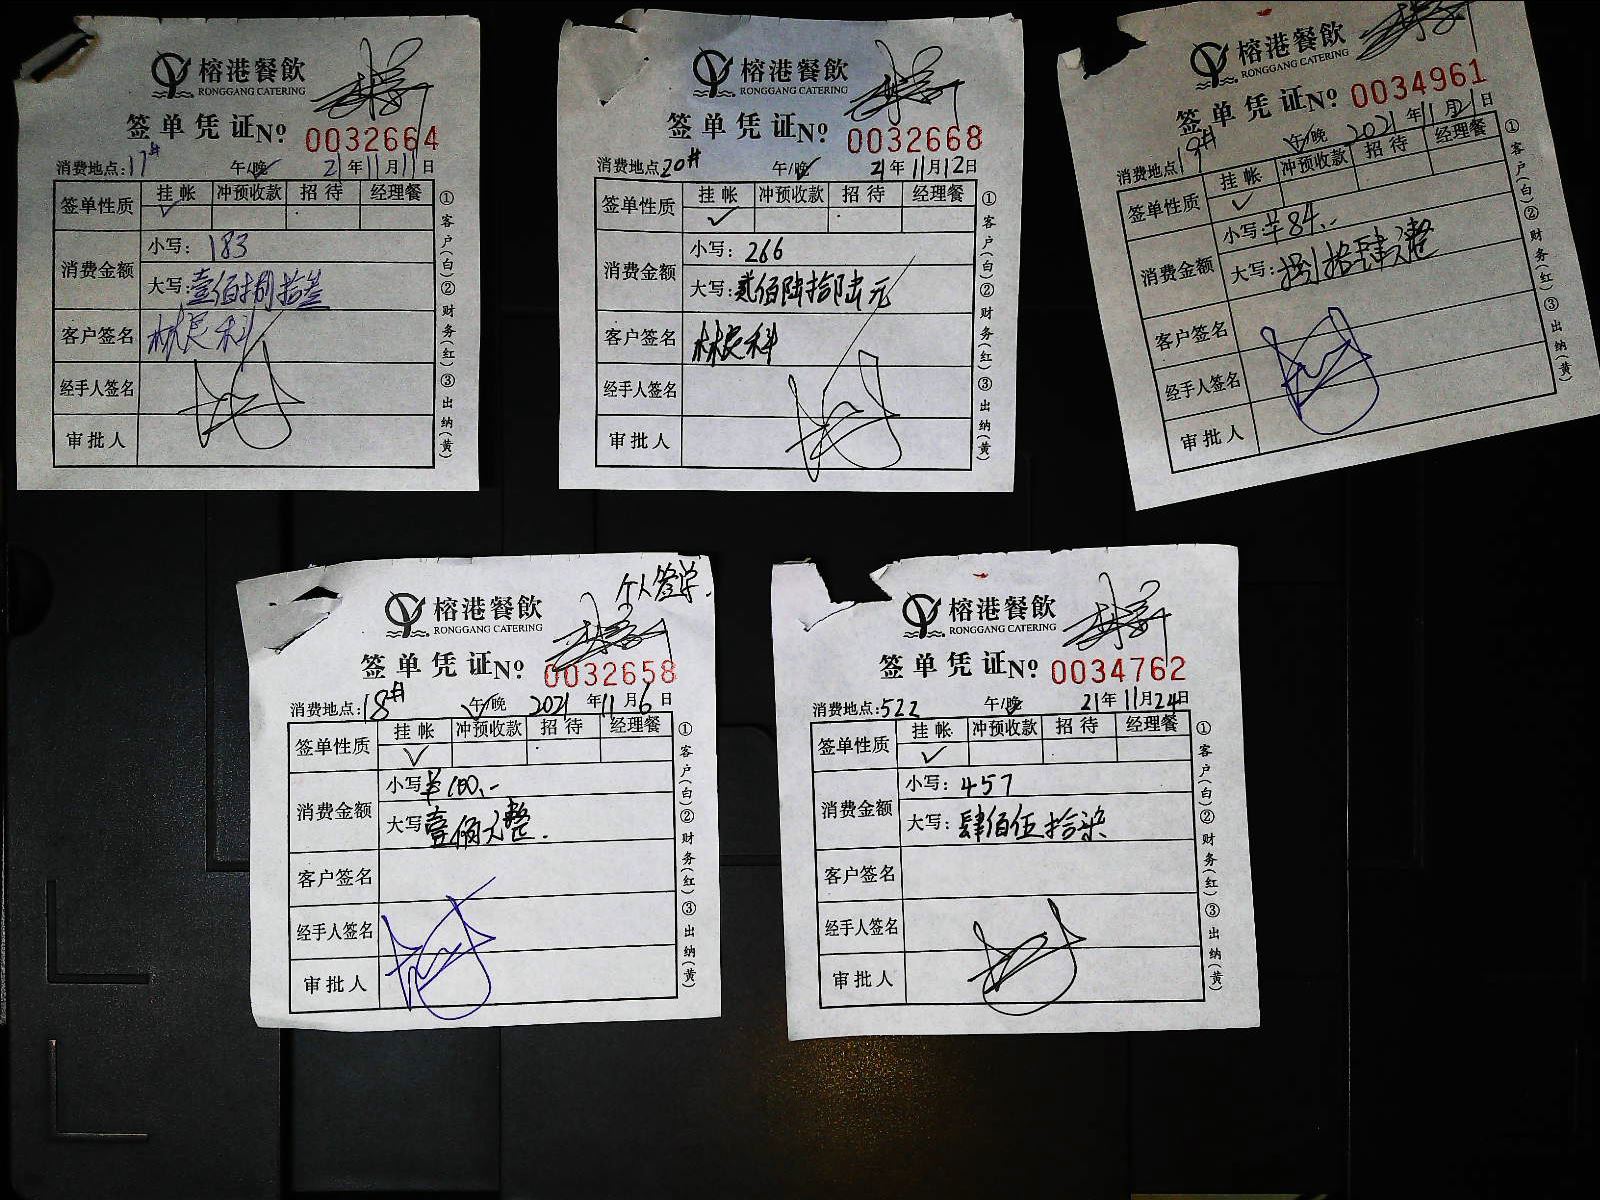 榕港餐飲
RONGGANG CATERING
签单凭证 No 0032664
消费地点:17# 午/晚 21年11月11日
签单性质 挂帐 冲预收款 招待 经理餐
✓
消费金额 小写: 183
大写:壹佰捌拾叁
客户签名 林良科
经手人签名
审批人
①客户(白)②财务(红)③出纳(黄)
榕港餐飲
RONGGANG CATERING
签单凭证 No 0032668
消费地点:20# 午/晚 21年11月12日
签单性质 挂帐 冲预收款 招待 经理餐
✓
消费金额 小写: 266
大写:贰佰陆拾陆元
客户签名 林良科
经手人签名
审批人
①客户(白)②财务(红)③出纳(黄)
榕港餐飲
RONGGANG CATERING
签单凭证 No 0034961
消费地点:19# 午/晚 2021年11月21日
签单性质 挂帐 冲预收款 招待 经理餐
✓
消费金额 小写:¥84.-
大写:捌拾肆元整
客户签名
经手人签名
审批人
①客户(白)②财务(红)③出纳(黄)
个人签单.
榕港餐飲
RONGGANG CATERING
签单凭证 No 0032658
消费地点:18# 午/晚 2021年11月6日
签单性质 挂帐 冲预收款 招待 经理餐
✓
消费金额 小写¥100.-
大写壹佰元整.
客户签名
经手人签名
审批人
①客户(白)②财务(红)③出纳(黄)
榕港餐飲
RONGGANG CATERING
签单凭证 No 0034762
消费地点:522 午/晚 21年11月24日
签单性质 挂帐 冲预收款 招待 经理餐
✓
消费金额 小写: 457
大写: 肆佰伍拾柒
客户签名
经手人签名
审批人
①客户(白)②财务(红)③出纳(黄)